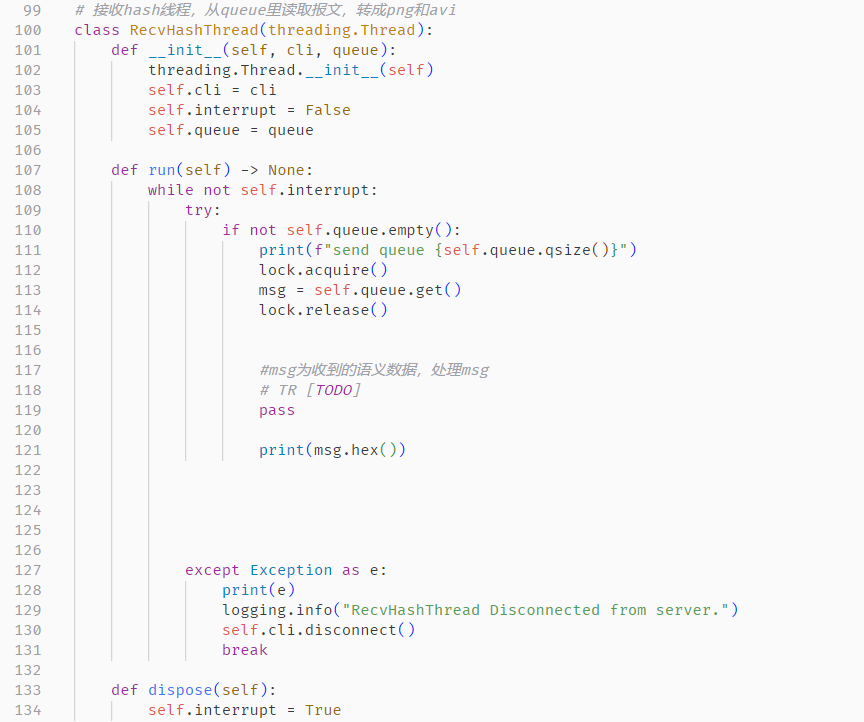 99 # 接收hash线程，从queue里读取报文，转成png和avi
100 class RecvHashThread(threading.Thread):
101 def __init__(self, cli, queue):
102 threading.Thread.__init__(self)
103 self.cli = cli
104 self.interrupt = False
105 self.queue = queue
106
107 def run(self) -> None:
108 while not self.interrupt:
109 try:
110 if not self.queue.empty():
111 print(f"send queue {self.queue.qsize()}")
112 lock.acquire()
113 msg = self.queue.get()
114 lock.release()
115
116
117 #msg为收到的语义数据，处理msg
118 # TR [TODO]
119 pass
120
121 print(msg.hex())
122
123
124
125
126
127 except Exception as e:
128 print(e)
129 logging.info("RecvHashThread Disconnected from server.")
130 self.cli.disconnect()
131 break
132
133 def dispose(self):
134 self.interrupt = True